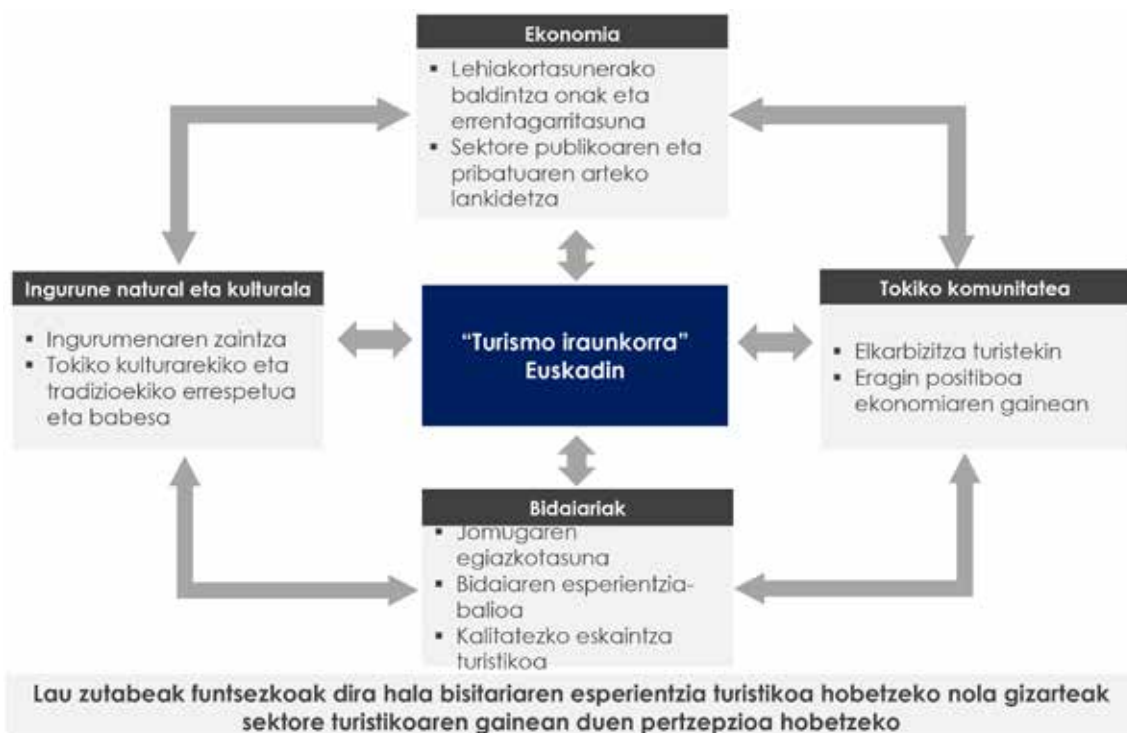 Ekonomia
▪ Lehiakortasunerako
baldintza onak eta
errentagarritasuna
▪ Sektore publikoaren eta
pribatuaren arteko
lankidetza
Ingurune natural eta kulturala
▪ Ingurumenaren zaintza
▪ Tokiko kulturarekiko eta
tradizioekiko errespetua
eta babesa
“Turismo iraunkorra”
Euskadin
Tokiko komunitatea
▪ Elkarbizitza turistekin
▪ Eragin positiboa
ekonomiaren gainean
Bidaiariak
▪ Jomugaren
egiazkotasuna
▪ Bidaiaren esperientzia-
balioa
▪ Kalitatezko eskaintza
turistikoa
Lau zutabeak funtsezkoak dira hala bisitariaren esperientzia turistikoa hobetzeko nola gizarteak
sektore turistikoaren gainean duen pertzepzioa hobetzeko